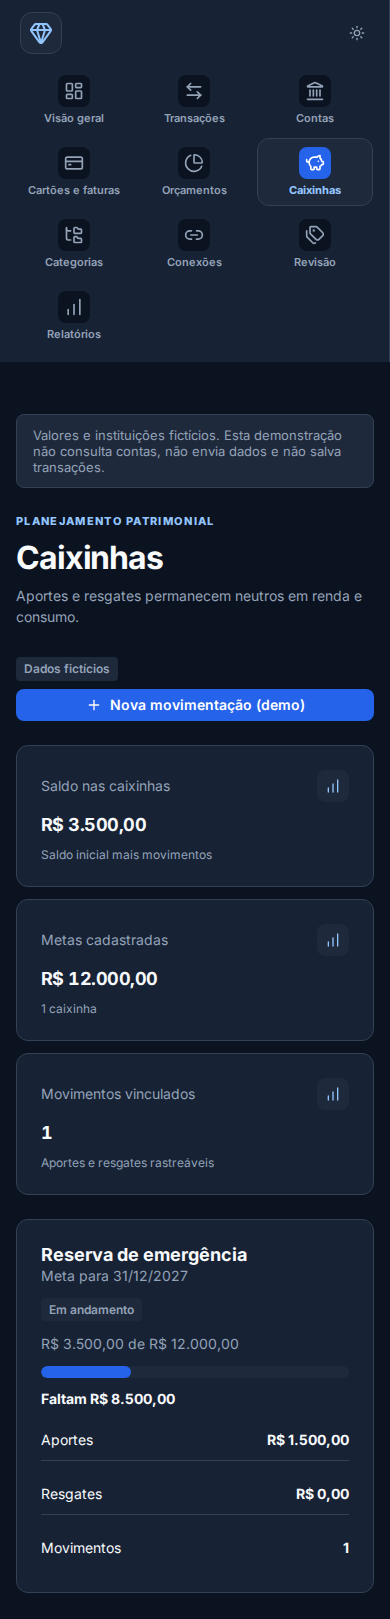 Visão geral
Transações
Contas
Cartões e faturas
Orçamentos
Caixinhas
Categorias
Conexões
Revisão
Relatórios
Valores e instituições fictícios. Esta demonstração
não consulta contas, não envia dados e não salva
transações.
PLANEJAMENTO PATRIMONIAL
Caixinhas
Aportes e resgates permanecem neutros em renda e
consumo.
Dados fictícios
Nova movimentação (demo)
Saldo nas caixinhas
R$ 3.500,00
Saldo inicial mais movimentos
Metas cadastradas
R$ 12.000,00
1 caixinha
Movimentos vinculados
1
Aportes e resgates rastreáveis
Reserva de emergência
Meta para 31/12/2027
Em andamento
R$ 3.500,00 de R$ 12.000,00
Faltam R$ 8.500,00
Aportes R$ 1.500,00
Resgates R$ 0,00
Movimentos 1